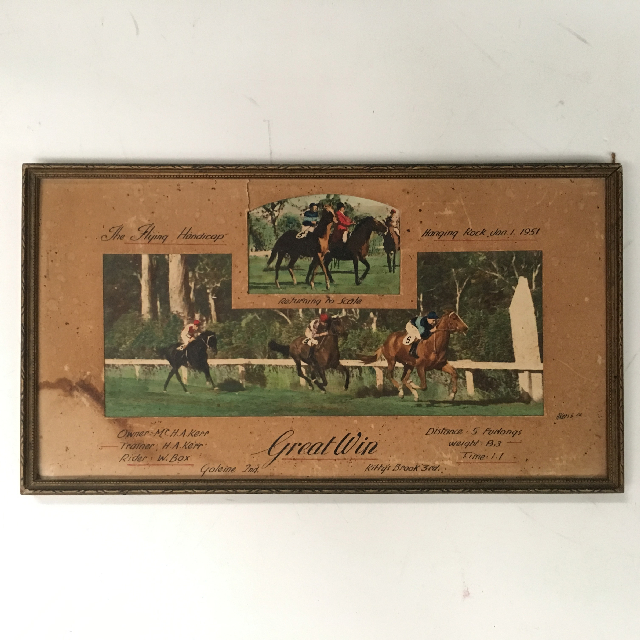 The Flying Handicap
Hanging Rock, Jan. 1. 1951
Returning to Scale
Owner: Mr H.A. Kerr
Trainer: H.A. Kerr
Rider: W. Box
Great Win
Distance: 5 Furlongs
Weight: 8.3
Time: 1.1
2nd.
Kitty's Brook 3rd.
5